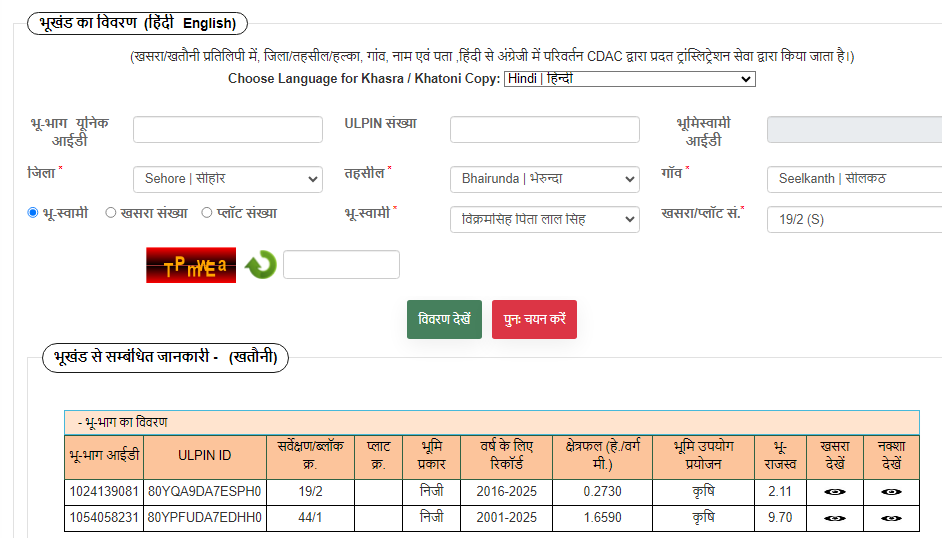 भूखंड का विवरण (हिंदी English)
(खसरा/खतौनी प्रतिलिपी में, जिला/तहसील/हल्का, गांव, नाम एवं पता ,हिंदी से अंग्रेजी में परिवर्तन CDAC द्वारा प्रदत ट्रांस्लिट्रेशन सेवा द्वारा किया जाता है।)
Choose Language for Khasra / Khatoni Copy: Hindi | हिन्दी
भू-भाग यूनिक आईडी ULPIN संख्या भूमिस्वामी आईडी
जिला * Sehore | सीहोर तहसील * Bhairunda | भेरुन्दा गाँव * Seelkanth | सीलकठ
भू-स्वामी खसरा संख्या प्लॉट संख्या भू-स्वामी * विक्रमसिह पिता लाल सिह खसरा/प्लॉट सं.* 19/2 (S)
TPmWEa
विवरण देखें पुनः चयन करें
भूखंड से सम्बंधित जानकारी - (खतौनी)
- भू-भाग का विवरण
भू-भाग आईडी ULPIN ID सर्वेक्षण/ब्लॉक क्र. प्लाट क्र. भूमि प्रकार वर्ष के लिए रिकॉर्ड क्षेत्रफल (हे./वर्ग मी.) भूमि उपयोग प्रयोजन भू-राजस्व खसरा देखें नक्शा देखें
1024139081 80YQA9DA7ESPH0 19/2 निजी 2016-2025 0.2730 कृषि 2.11
1054058231 80YPFUDA7EDHH0 44/1 निजी 2001-2025 1.6590 कृषि 9.70